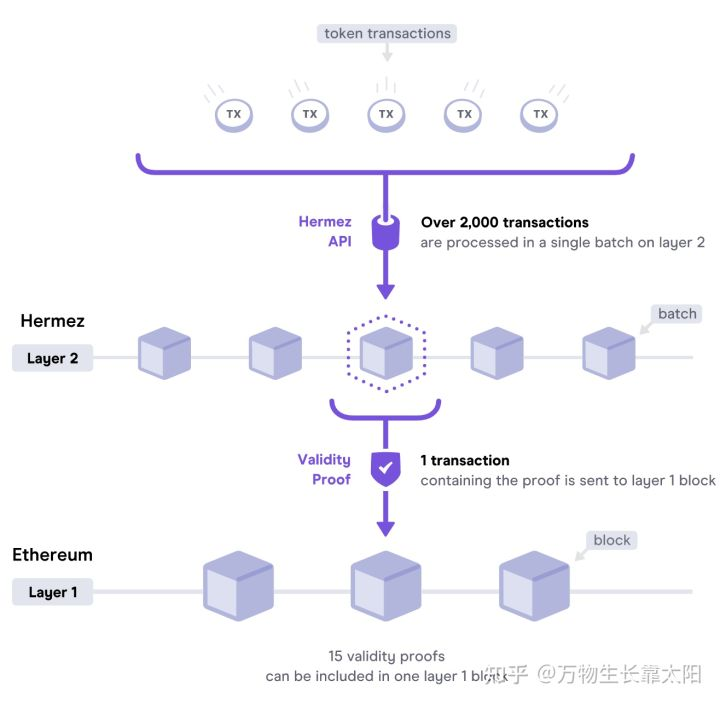 token transactions
TX TX TX TX TX
Hermez
API
Over 2,000 transactions
are processed in a single batch on layer 2
Hermez
batch
Layer 2
Validity
Proof
1 transaction
containing the proof is sent to layer 1 block
Ethereum
block
Layer 1
15 validity proofs
can be included in one layer 1 block
知乎 @万物生长靠太阳